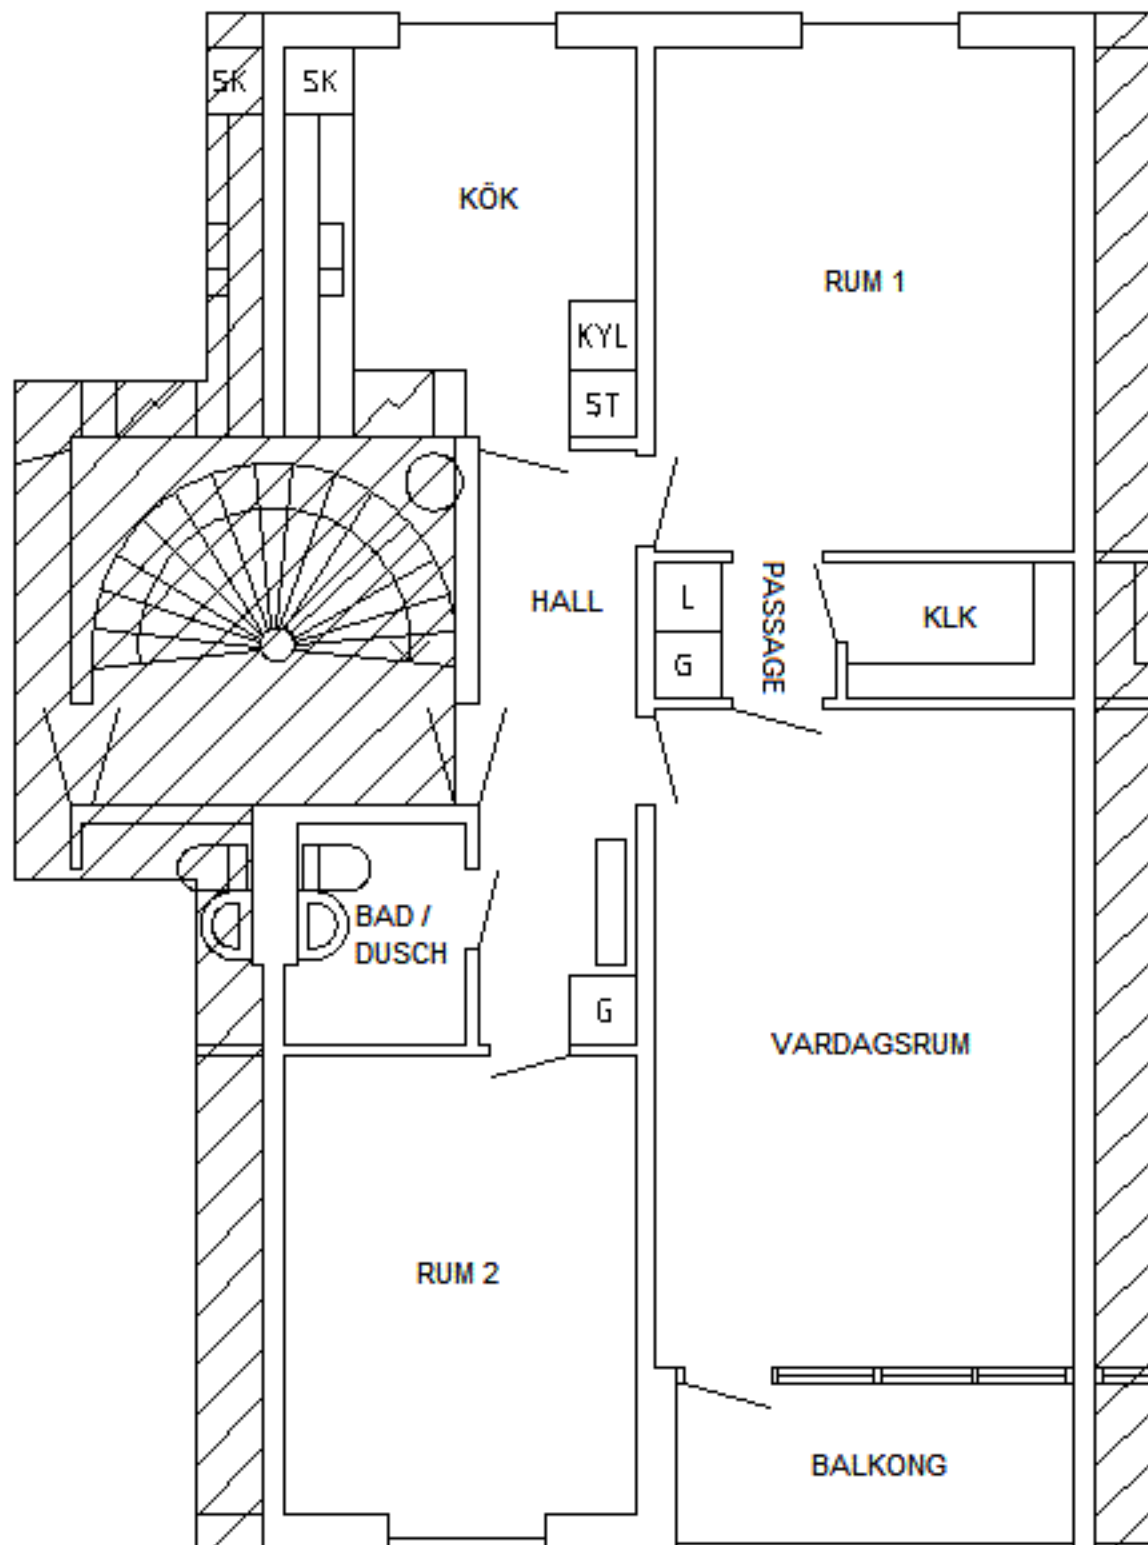 SK
SK
KÖK
RUM 1
KYL
ST
HALL
L
G
PASSAGE
KLK
BAD /
DUSCH
G
VARDAGSRUM
RUM 2
BALKONG